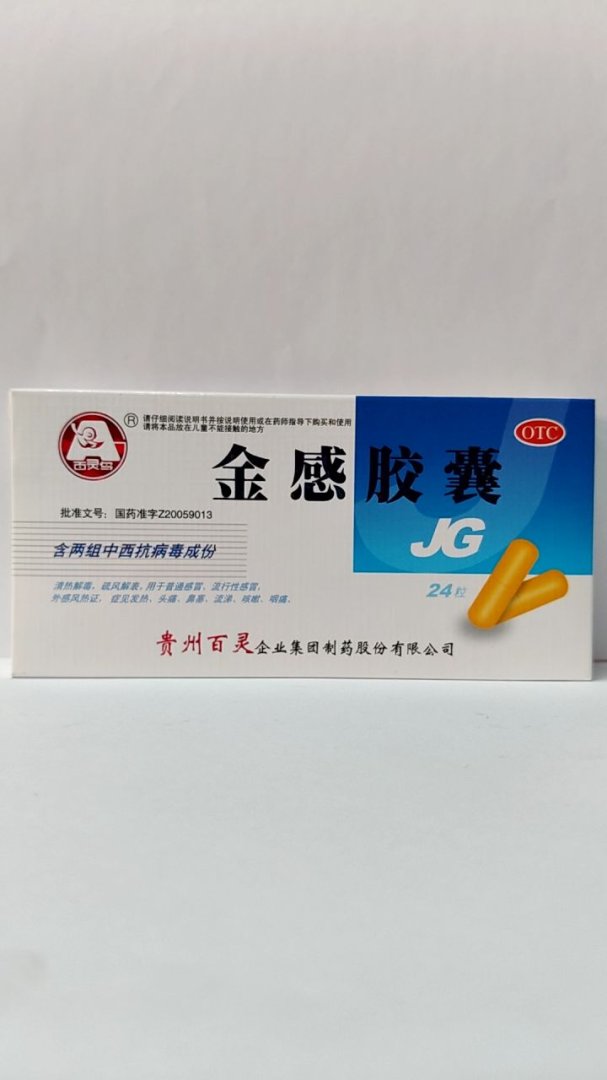 百灵鸟
®
请仔细阅读说明书并按说明使用或在药师指导下购买和使用
请将本品放在儿童不能接触的地方
OTC
金感胶囊
批准文号：国药准字Z20059013
JG
含两组中西抗病毒成份
清热解毒，疏风解表。用于普通感冒，流行性感冒，
外感风热证，症见发热、头痛、鼻塞、流涕、咳嗽、咽痛。
24粒
贵州百灵企业集团制药股份有限公司